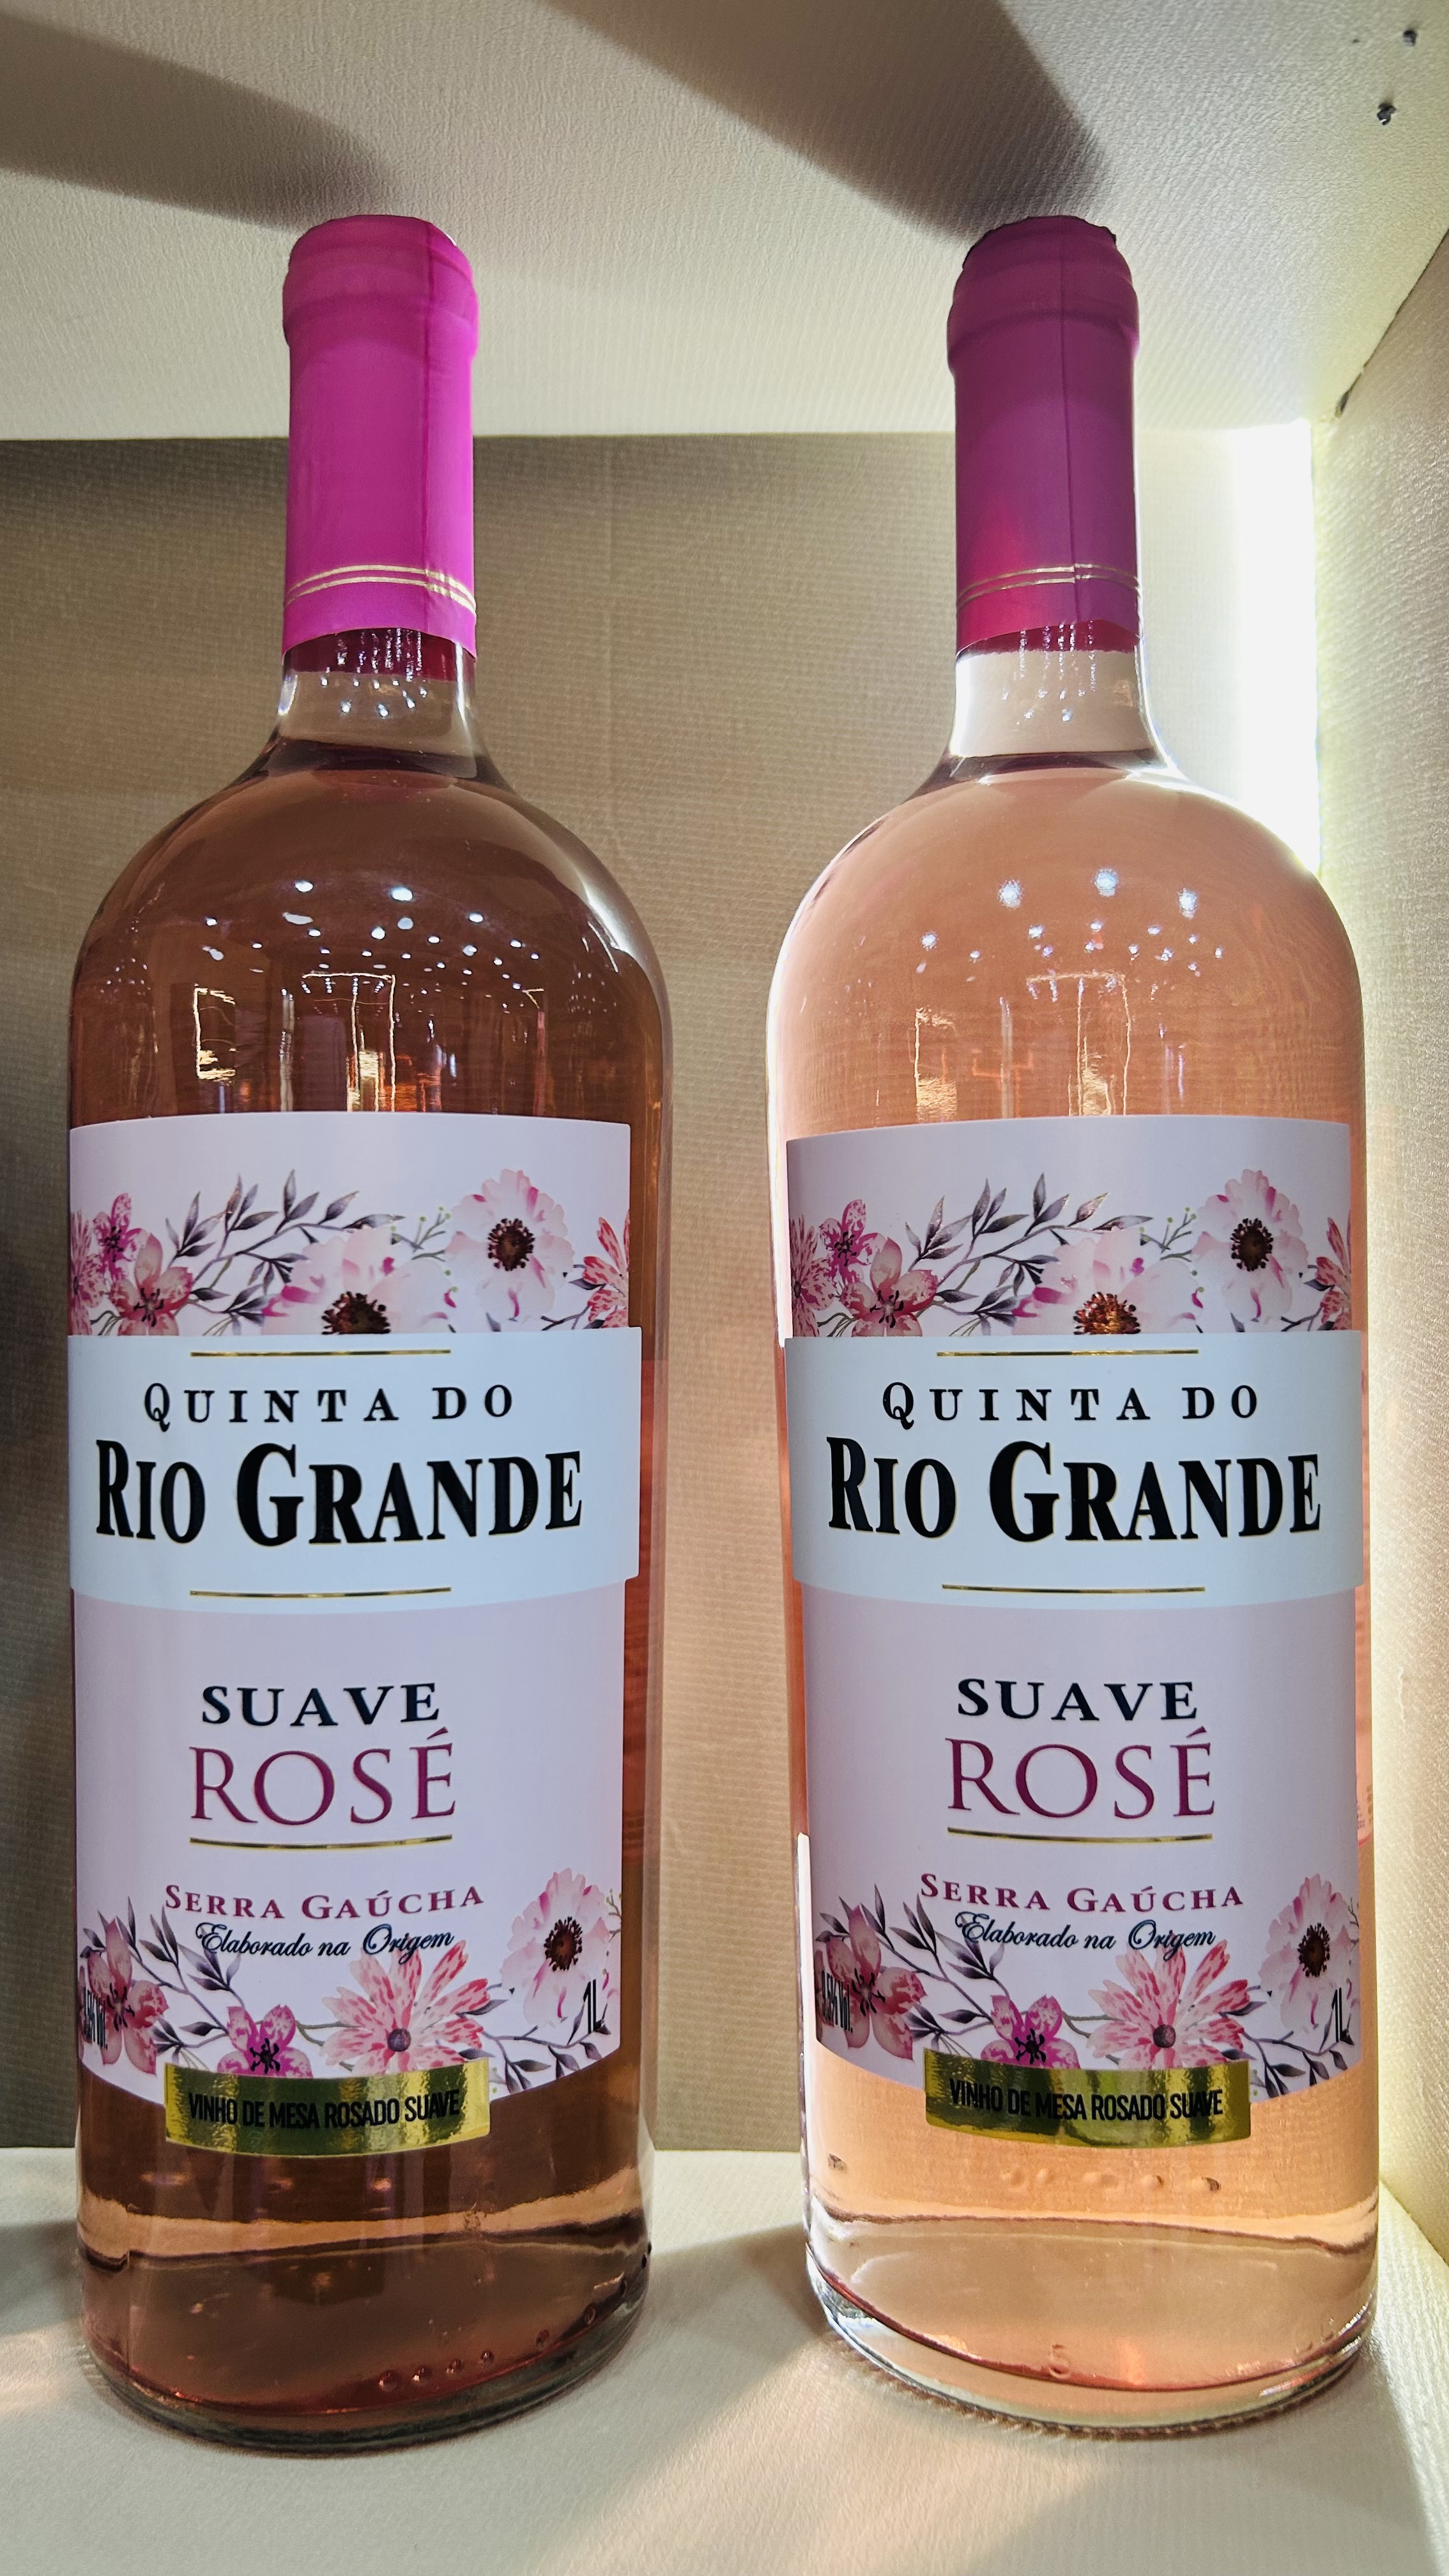 QUINTA DO
RIO GRANDE
SUAVE
ROSÉ
SERRA GAÚCHA
Elaborado na Origem
1L
VINHO DE MESA ROSADO SUAVE
QUINTA DO
RIO GRANDE
SUAVE
ROSÉ
SERRA GAÚCHA
Elaborado na Origem
1L
VINHO DE MESA ROSADO SUAVE
5